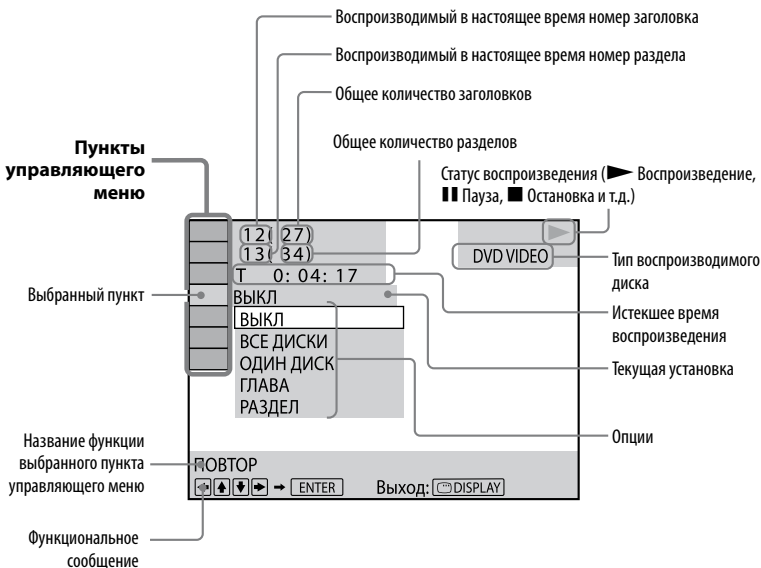 Воспроизводимый в настоящее время номер заголовка
Воспроизводимый в настоящее время номер раздела
Общее количество заголовков
Общее количество разделов
Пункты
управляющего
меню
Статус воспроизведения (▶ Воспроизведение,
▮▮ Пауза, ■ Остановка и т.д.)
12( 27)
13( 34)
DVD VIDEO
Тип воспроизводимого
диска
T 0: 04: 17
Истекшее время
воспроизведения
Выбранный пункт
ВЫКЛ
Текущая установка
ВЫКЛ
ВСЕ ДИСКИ
ОДИН ДИСК
ГЛАВА
РАЗДЕЛ
Опции
Название функции
выбранного пункта
управляющего меню
ПОВТОР
← ↑ ↓ → → ENTER Выход: DISPLAY
Функциональное
сообщение